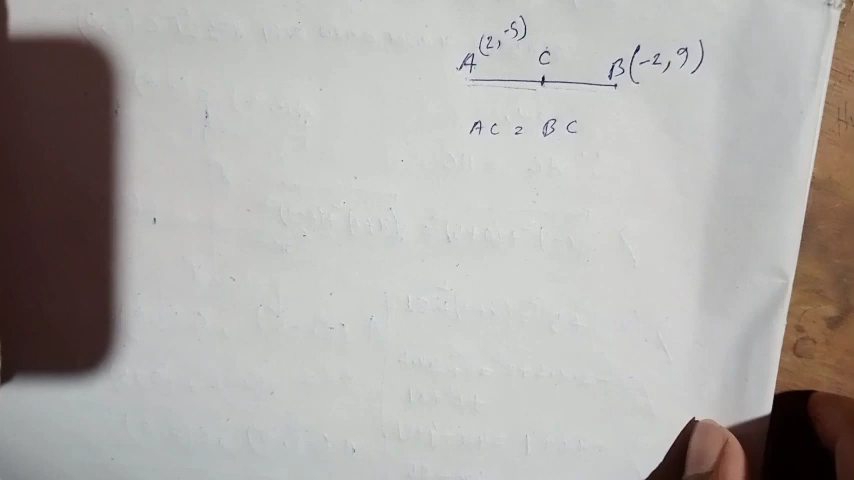 (2, -5)
A C B (-2, 9)
AC = BC